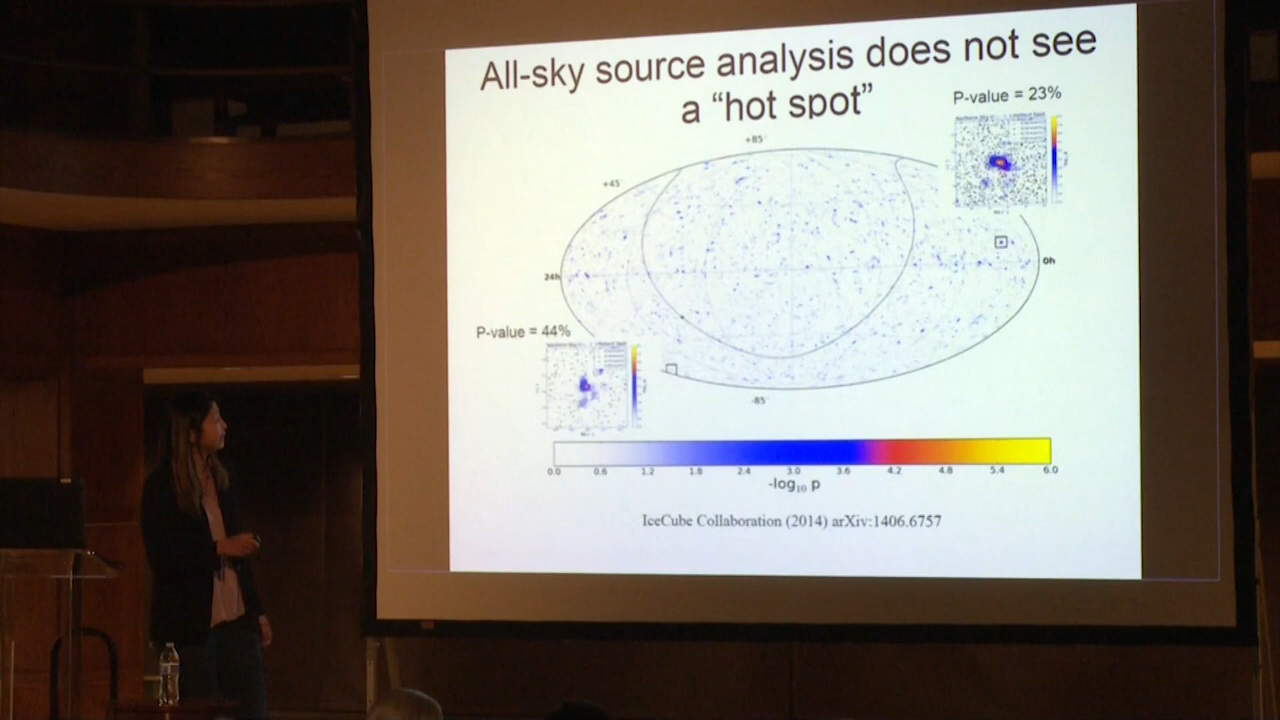 All-sky source analysis does not see
a “hot spot”
P-value = 23%
+85°
+45°
24h
0h
P-value = 44%
-85°
0.0 0.6 1.2 1.8 2.4 3.0 3.6 4.2 4.8 5.4 6.0
-log₁₀ p
IceCube Collaboration (2014) arXiv:1406.6757